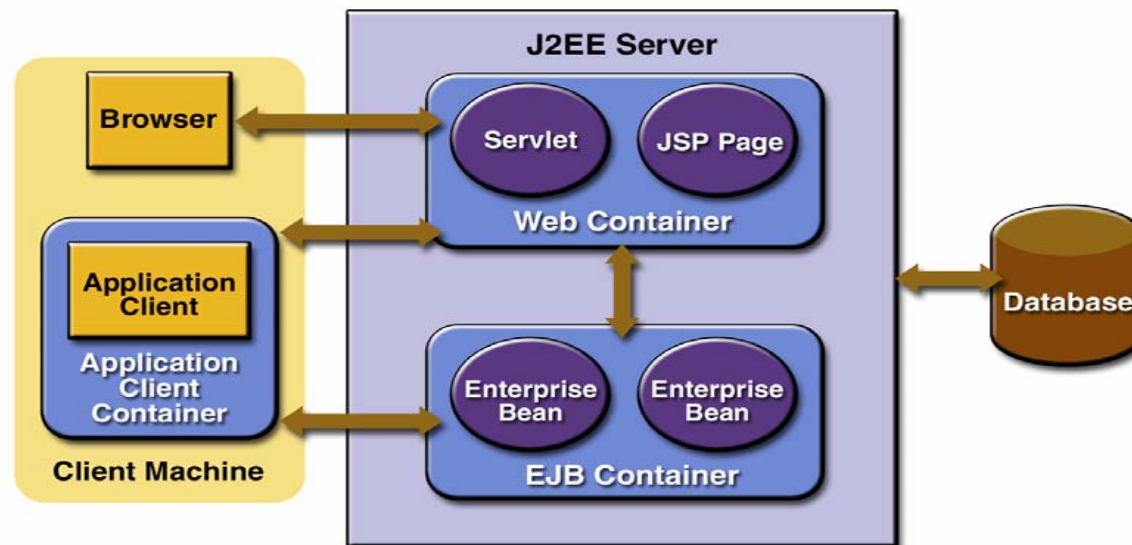 J2EE Server
Browser
Servlet
JSP Page
Web Container
Application
Client
Application
Client
Container
Client Machine
Enterprise
Bean
Enterprise
Bean
EJB Container
Database